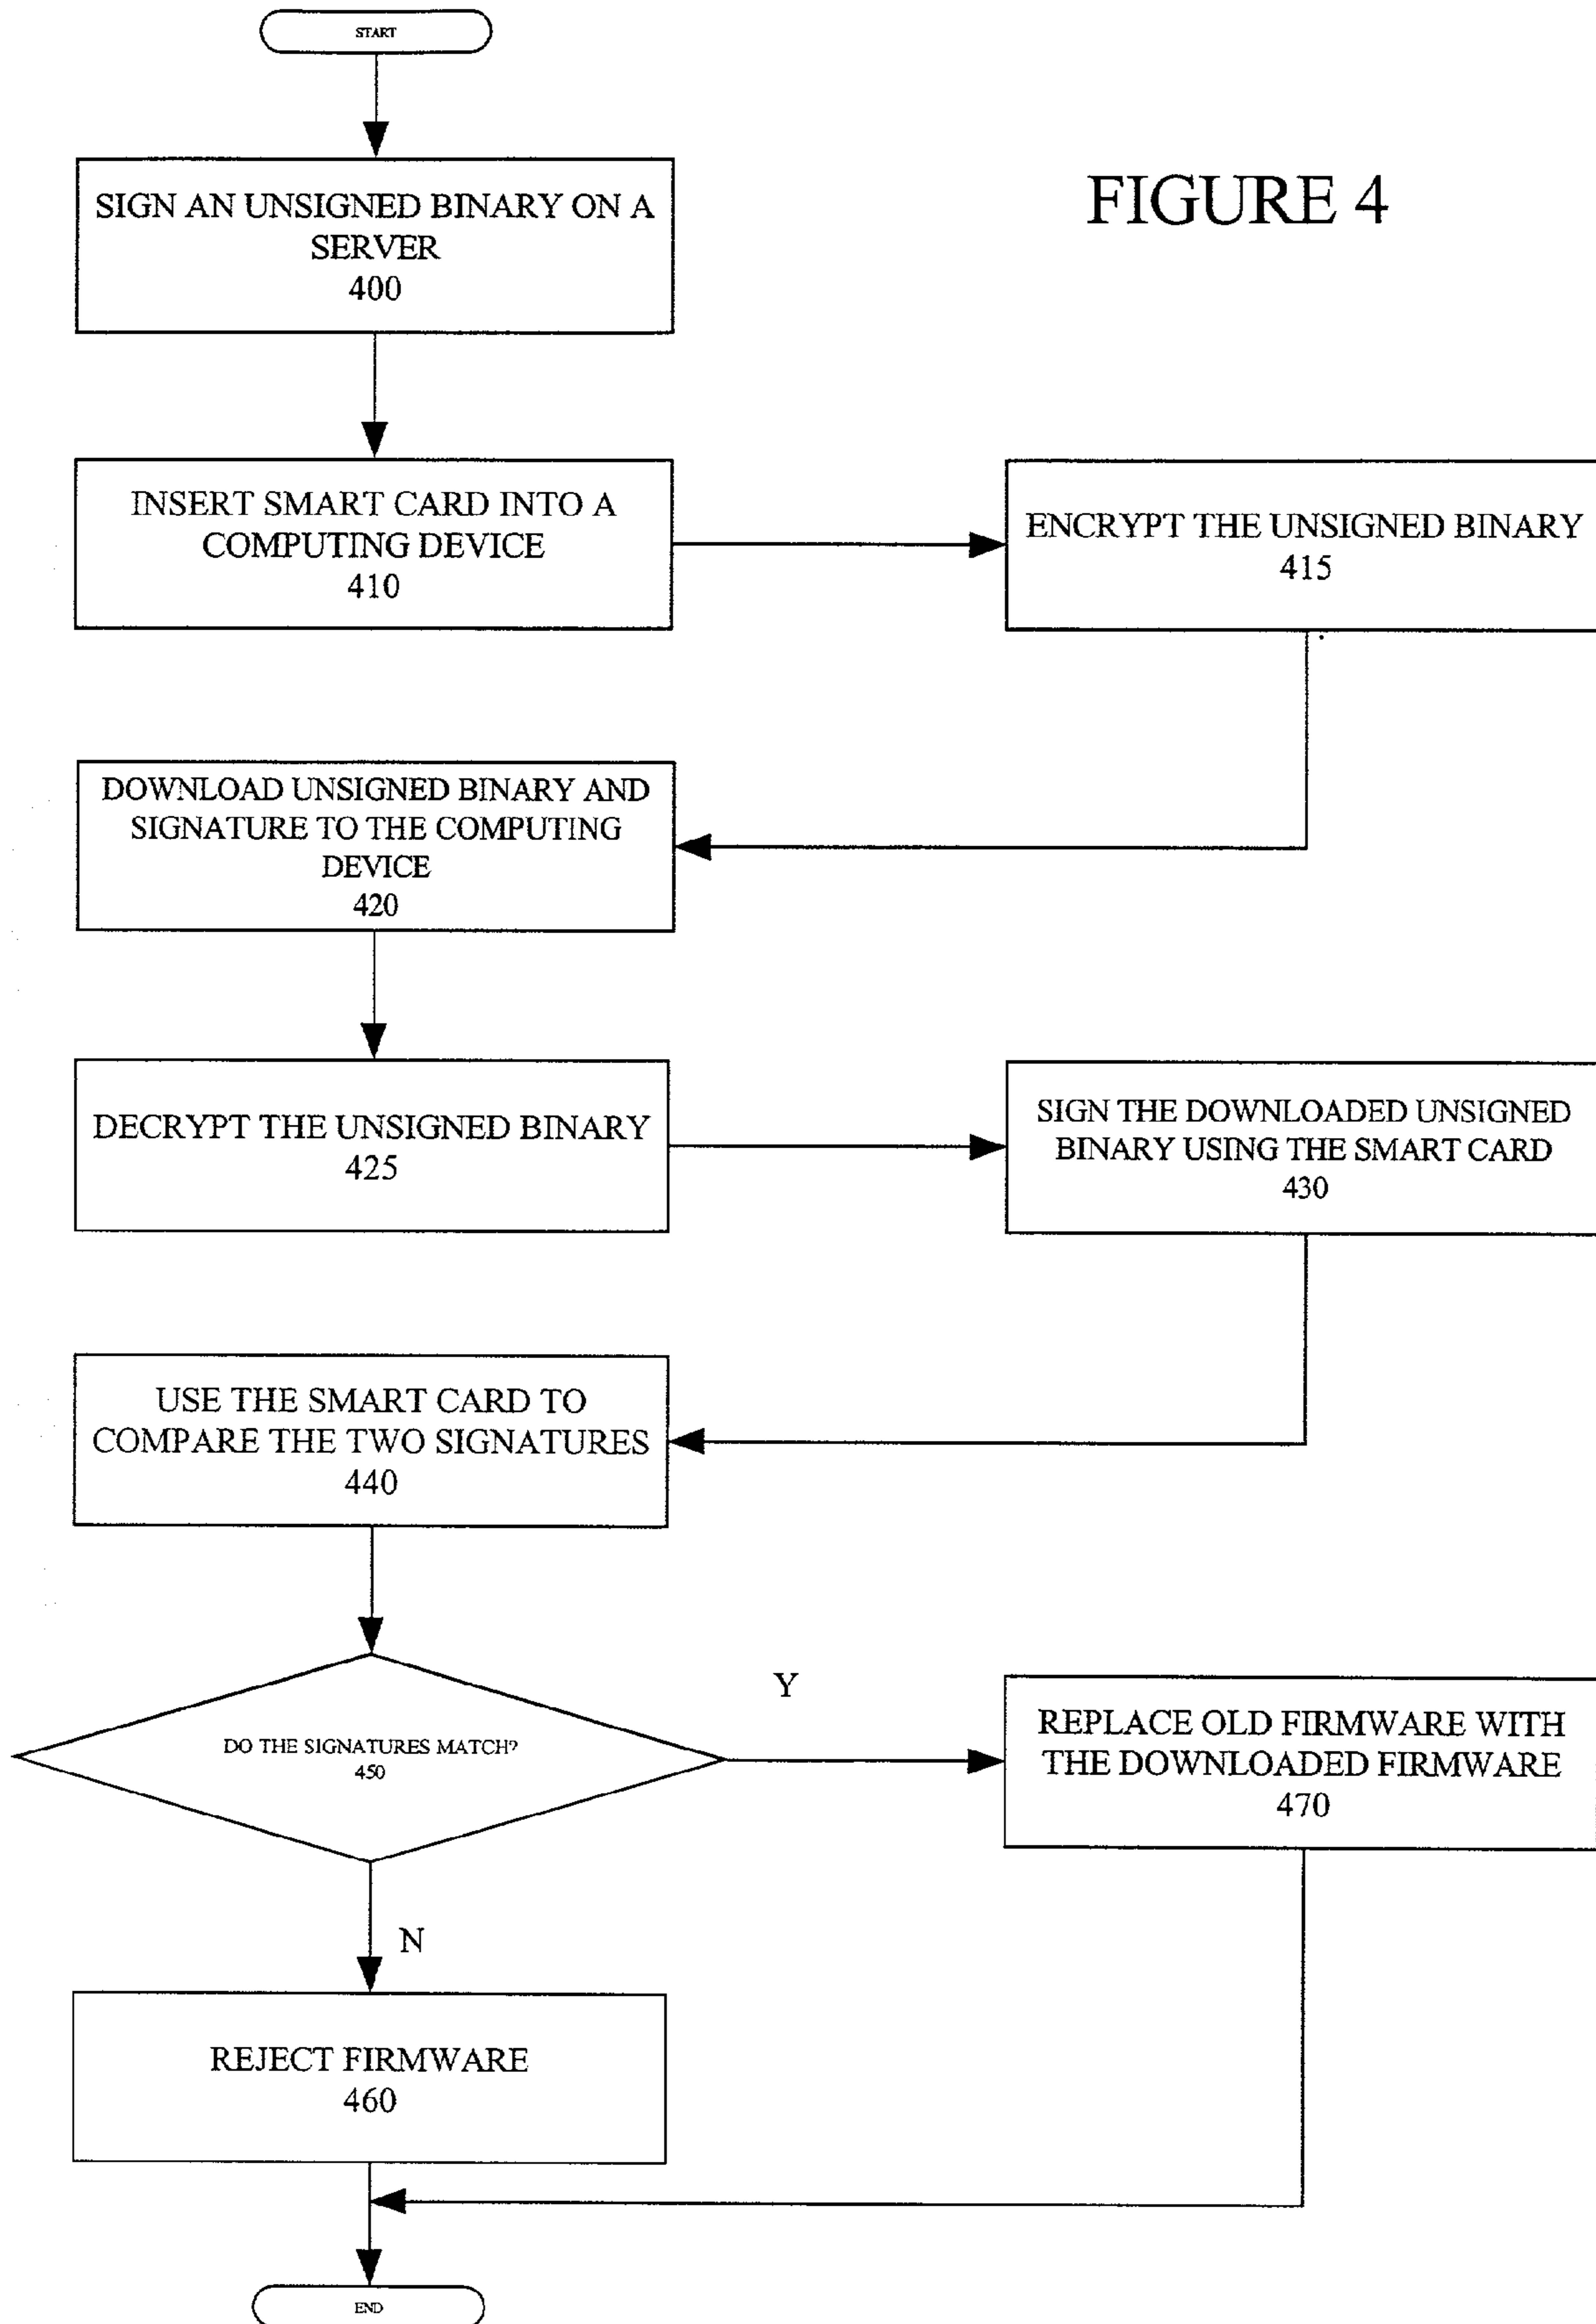 START
FIGURE 4
SIGN AN UNSIGNED BINARY ON A
SERVER
400
INSERT SMART CARD INTO A
COMPUTING DEVICE
410
ENCRYPT THE UNSIGNED BINARY
415
DOWNLOAD UNSIGNED BINARY AND
SIGNATURE TO THE COMPUTING
DEVICE
420
DECRYPT THE UNSIGNED BINARY
425
SIGN THE DOWNLOADED UNSIGNED
BINARY USING THE SMART CARD
430
USE THE SMART CARD TO
COMPARE THE TWO SIGNATURES
440
DO THE SIGNATURES MATCH?
450
Y
REPLACE OLD FIRMWARE WITH
THE DOWNLOADED FIRMWARE
470
N
REJECT FIRMWARE
460
END